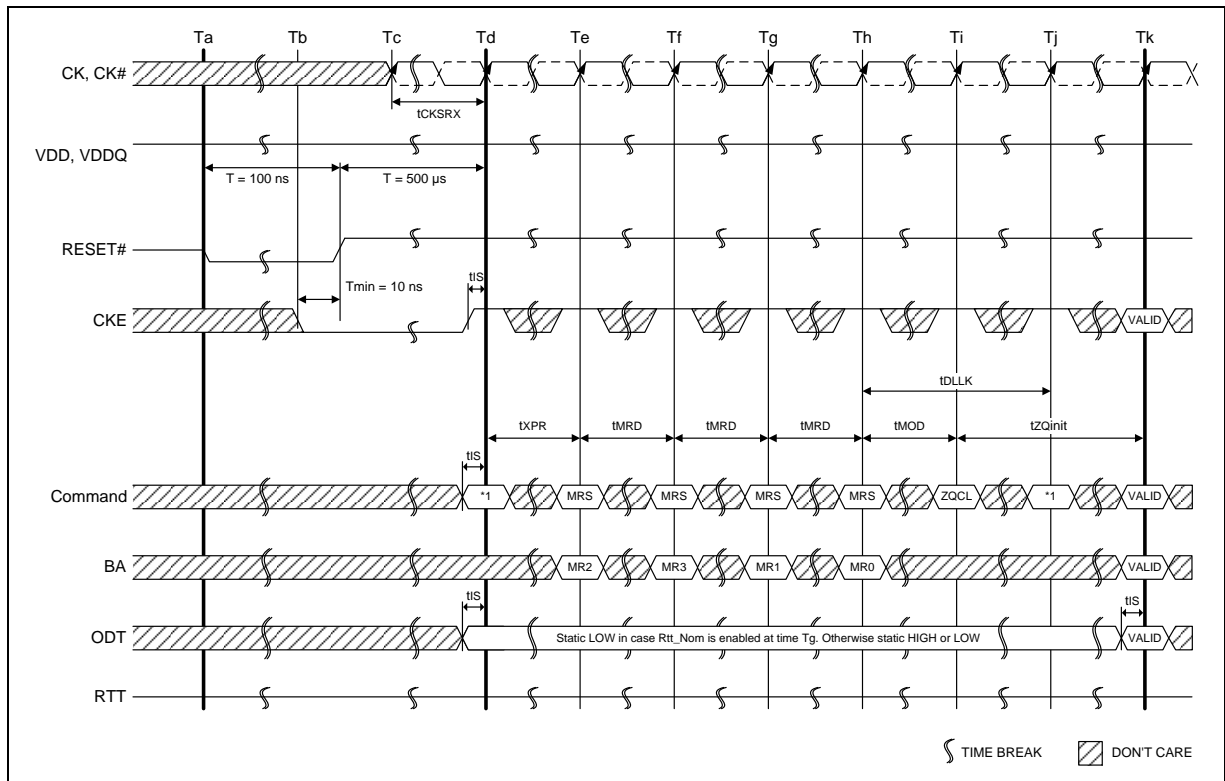 Ta Tb Tc Td Te Tf Tg Th Ti Tj Tk
CK, CK#
tCKSRX
VDD, VDDQ
T = 100 ns T = 500 µs
RESET#
Tmin = 10 ns
tIS
CKE
VALID
tDLLK
tXPR tMRD tMRD tMRD tMOD tZQinit
tIS
Command *1 MRS MRS MRS MRS ZQCL *1 VALID
BA MR2 MR3 MR1 MR0 VALID
tIS tIS
ODT Static LOW in case Rtt_Nom is enabled at time Tg. Otherwise static HIGH or LOW VALID
RTT
TIME BREAK DON'T CARE